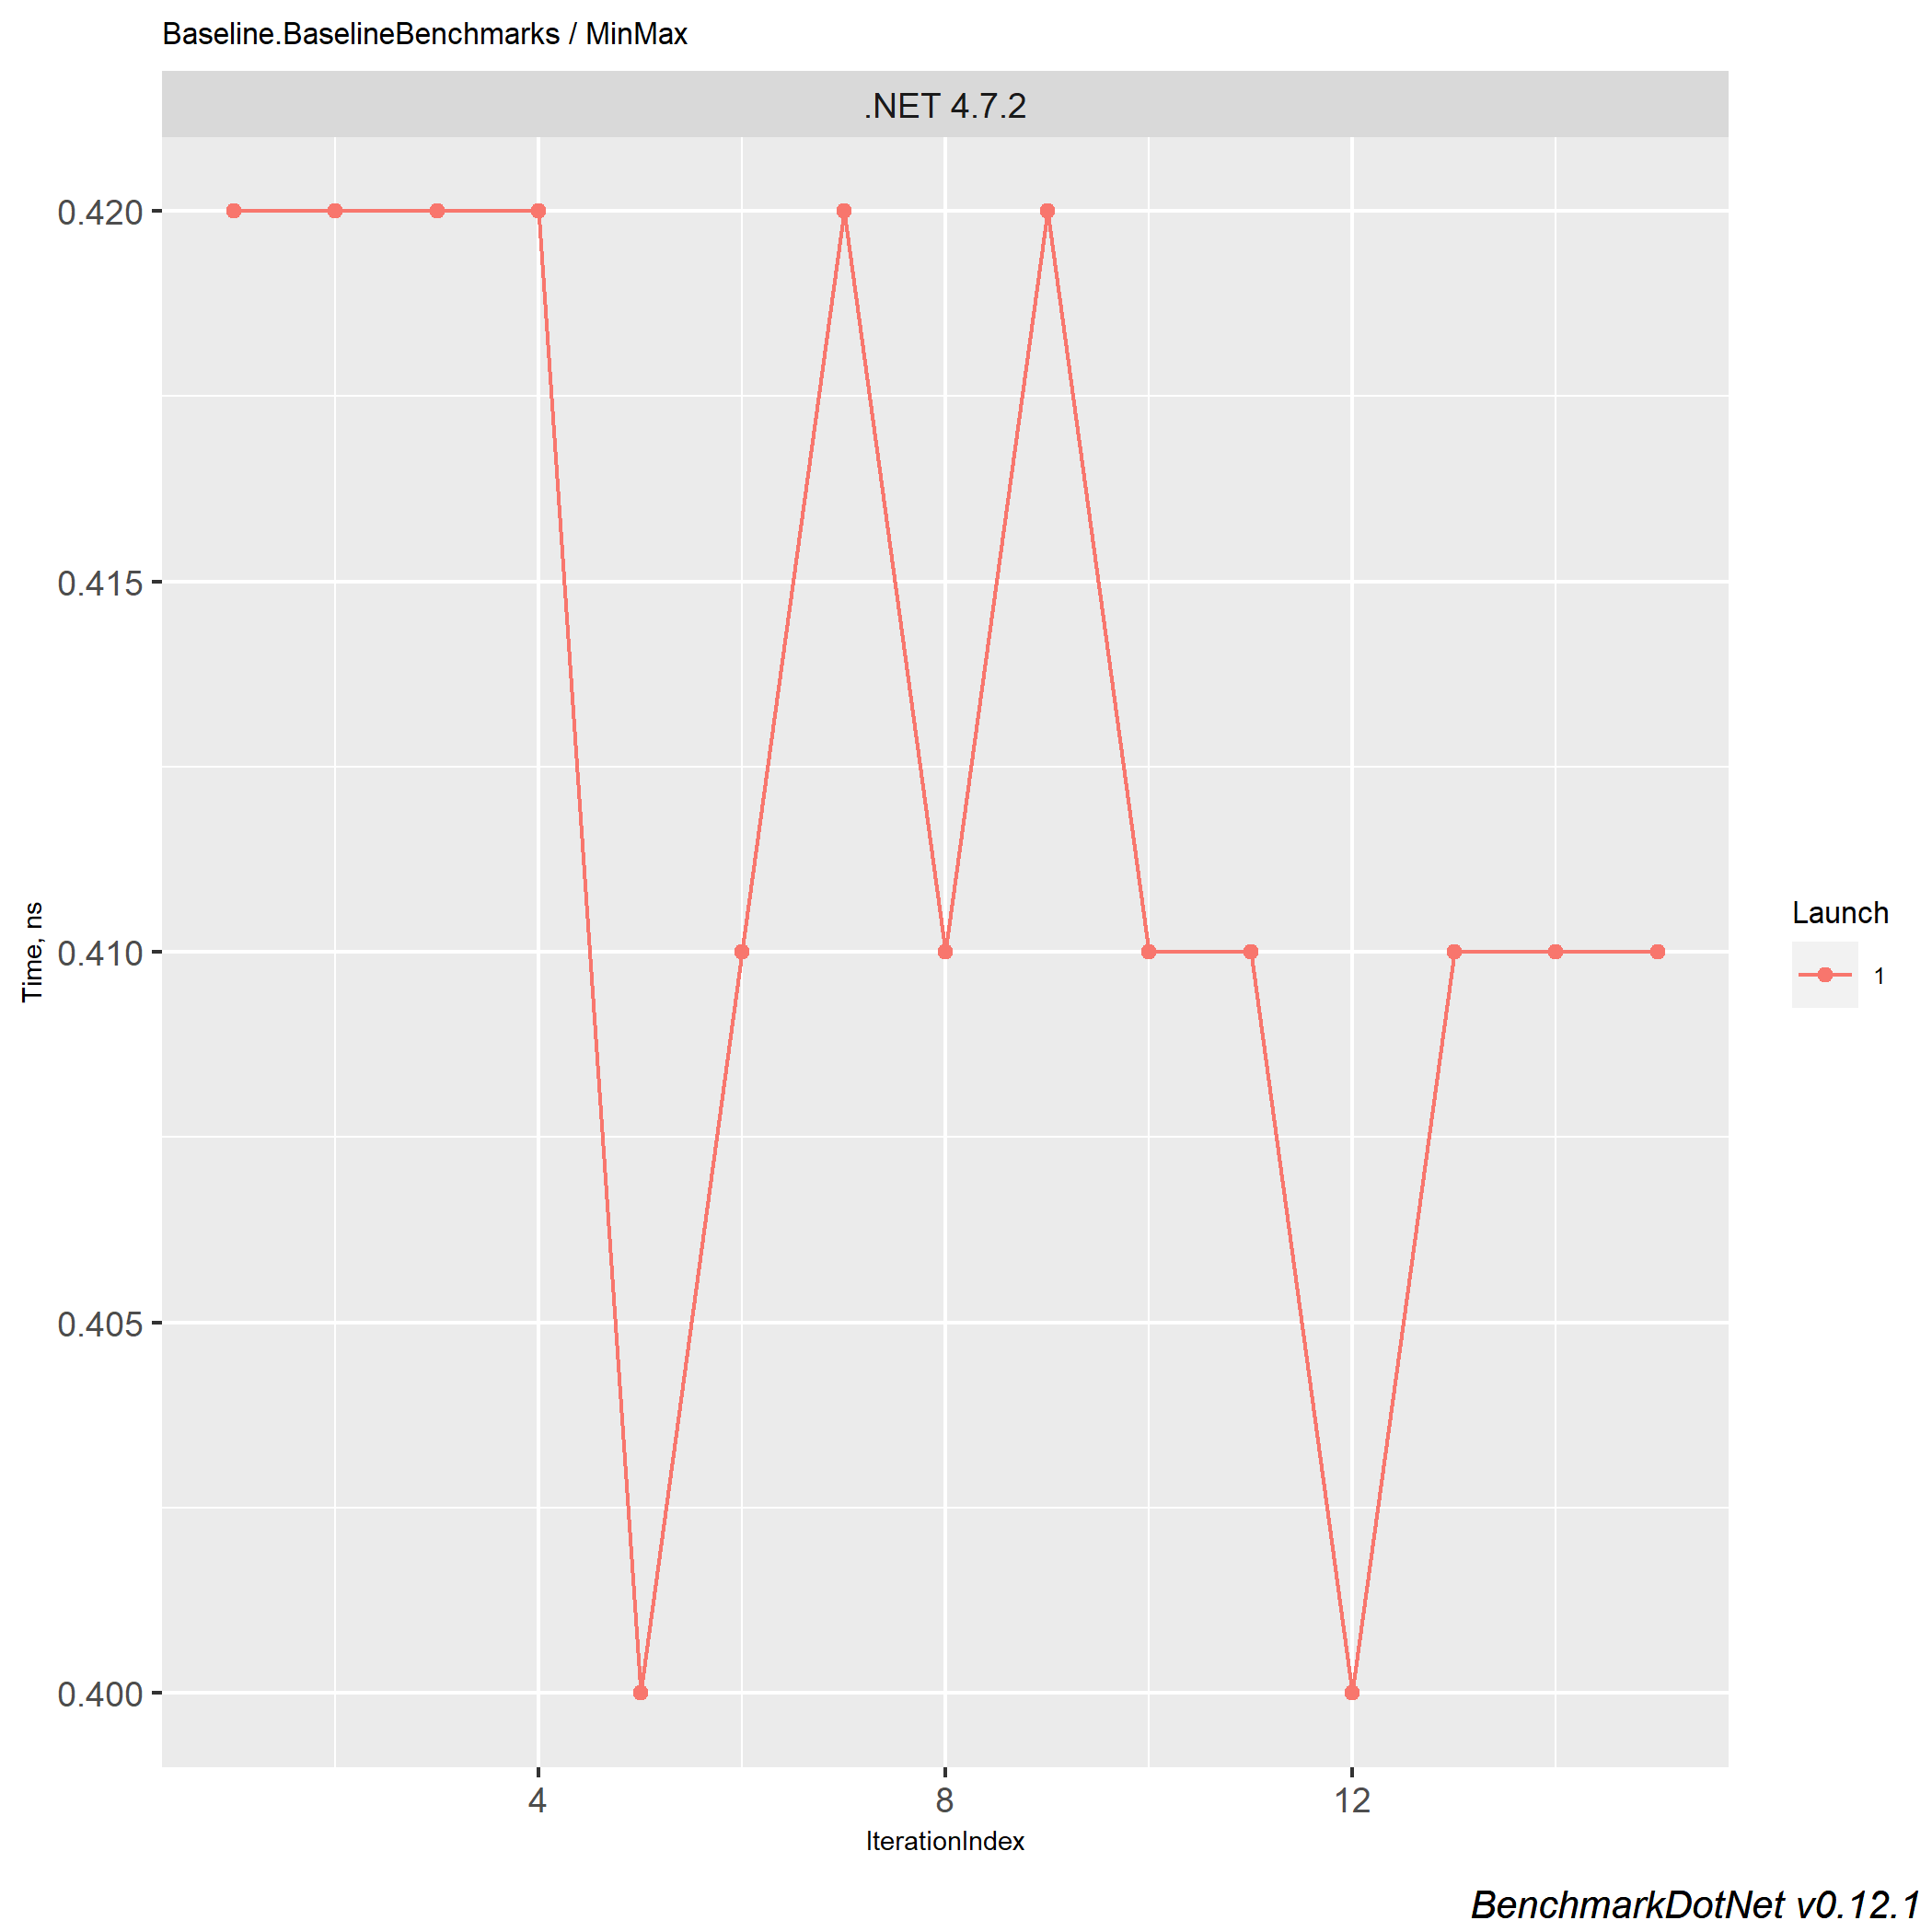 Baseline.BaselineBenchmarks / MinMax
.NET 4.7.2
0.420
0.415
0.410
0.405
0.400
Time, ns
4 8 12
IterationIndex
Launch
1
BenchmarkDotNet v0.12.1